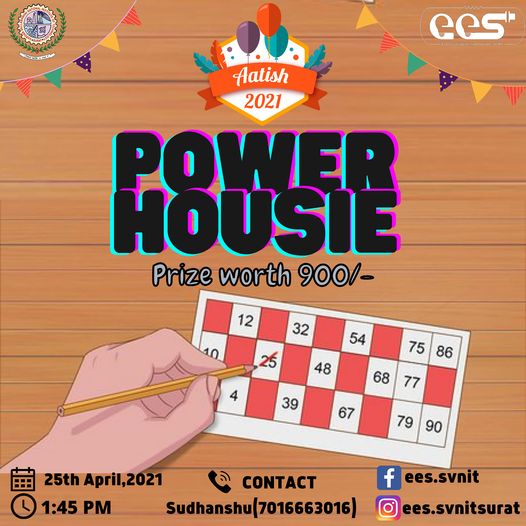 ees+
Aatish
2021
POWER
HOUSIE
Prize worth 900/-
12 32 54 75 86
10 25 48 68 77
4 39 67 79 90
25th April,2021 CONTACT ees.svnit
1:45 PM Sudhanshu(7016663016) ees.svnitsurat